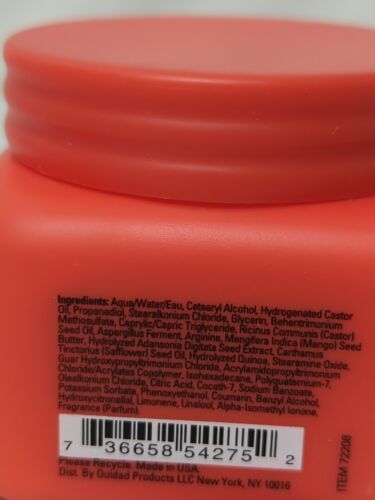 Ingredients: Aqua/Water/Eau, Cetearyl Alcohol, Hydrogenated Castor
Oil, Propanediol, Stearalkonium Chloride, Glycerin, Behentrimonium
Methosulfate, Caprylic/Capric Triglyceride, Ricinus Communis (Castor)
Seed Oil, Aspergillus Ferment, Arginine, Mangifera Indica (Mango) Seed
Butter, Hydrolyzed Adansonia Digitata Seed Extract, Carthamus
Tinctorius (Safflower) Seed Oil, Hydrolyzed Quinoa, Stearamine Oxide,
Guar Hydroxypropyltrimonium Chloride, Acrylamidopropyltrimonium
Chloride/Acrylates Copolymer, Isohexadecane, Polyquaternium-7,
Olealkonium Chloride, Citric Acid, Coceth-7, Sodium Benzoate,
Potassium Sorbate, Phenoxyethanol, Coumarin, Benzyl Alcohol,
Hydroxycitronellal, Limonene, Linalool, Alpha-Isomethyl Ionone,
Fragrance (Parfum).
7 36658 54275 2
Please Recycle. Made in USA.
Dist. By Ouidad Products LLC New York, NY 10016
ITEM 72208